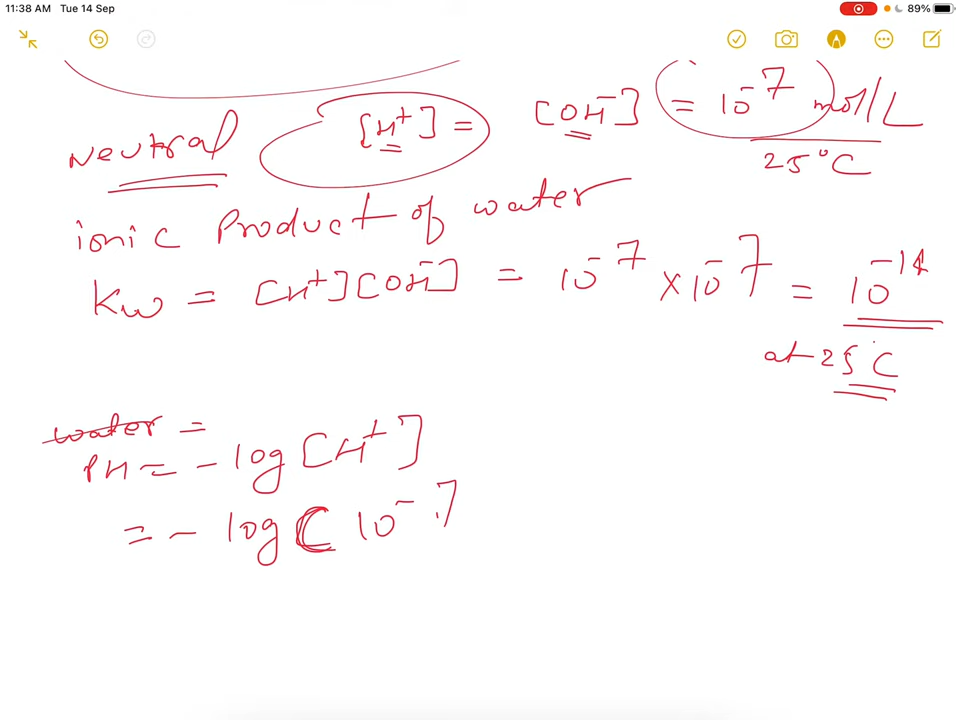 11:38 AM Tue 14 Sep 89%
Neutral [H⁺] = [OH⁻] = 10⁻⁷ mol/L
25°C
ionic Product of water
Kw = [H⁺][OH⁻] = 10⁻⁷ × 10⁻⁷ = 10⁻¹⁴
at 25 C
water =
PH = - log [H⁺]
= - log [ 10⁻⁷